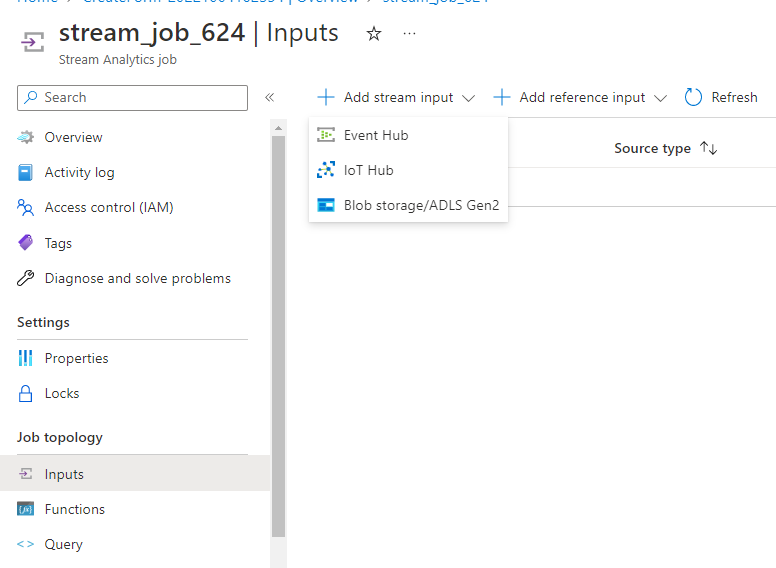 stream_job_624 | Inputs ...
Stream Analytics job
Search
«
Add stream input
Add reference input
Refresh
Event Hub
IoT Hub
Blob storage/ADLS Gen2
Source type
Overview
Activity log
Access control (IAM)
Tags
Diagnose and solve problems
Settings
Properties
Locks
Job topology
Inputs
Functions
<> Query